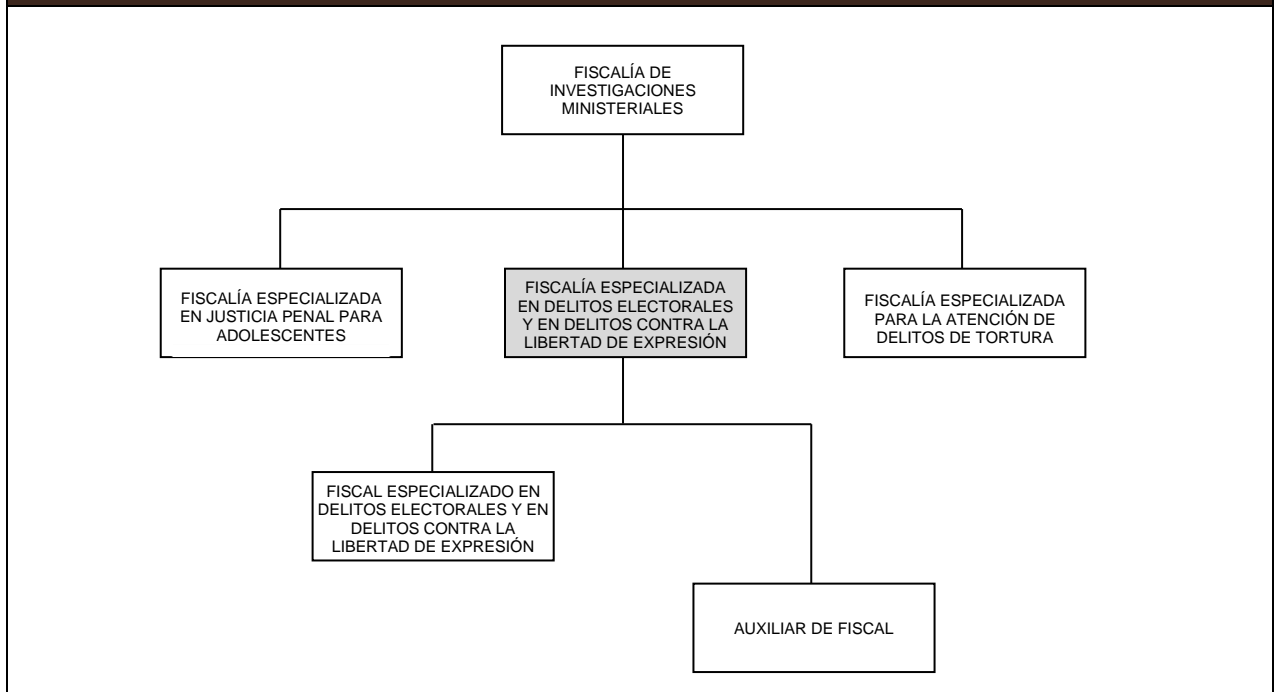 FISCALÍA DE
INVESTIGACIONES
MINISTERIALES
FISCALÍA ESPECIALIZADA
EN JUSTICIA PENAL PARA
ADOLESCENTES
FISCALÍA ESPECIALIZADA
EN DELITOS ELECTORALES
Y EN DELITOS CONTRA LA
LIBERTAD DE EXPRESIÓN
FISCALÍA ESPECIALIZADA
PARA LA ATENCIÓN DE
DELITOS DE TORTURA
FISCAL ESPECIALIZADO EN
DELITOS ELECTORALES Y EN
DELITOS CONTRA LA
LIBERTAD DE EXPRESIÓN
AUXILIAR DE FISCAL